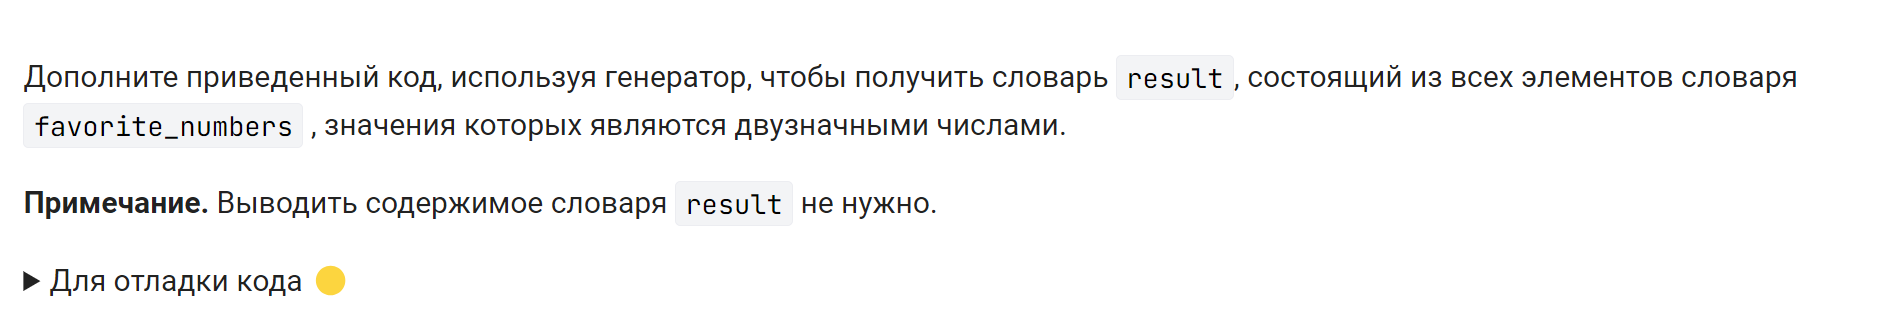 Дополните приведенный код, используя генератор, чтобы получить словарь result, состоящий из всех элементов словаря
favorite_numbers , значения которых являются двузначными числами.
Примечание. Выводить содержимое словаря result не нужно.
Для отладки кода